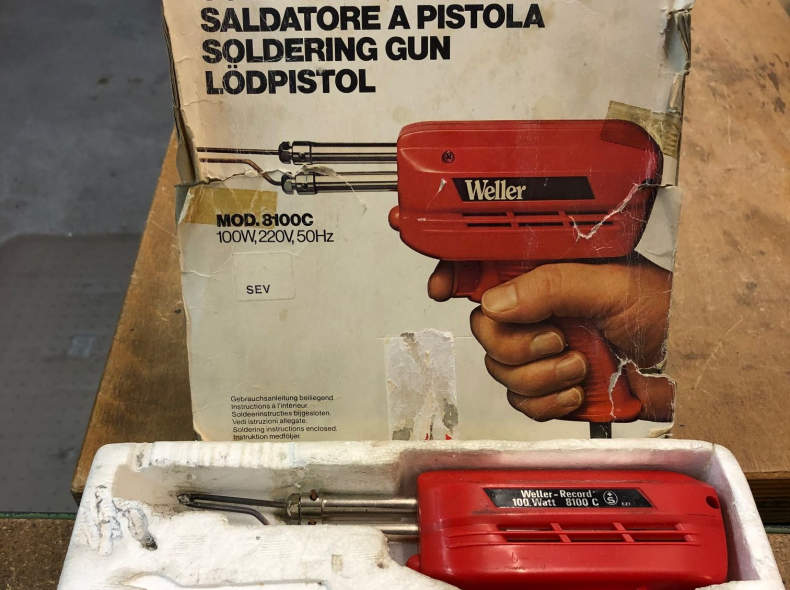 SALDATORE A PISTOLA
SOLDERING GUN
LÖDPISTOL
Weller
MOD. 8100C
100W, 220V, 50Hz
SEV
Gebrauchsanleitung beiliegend.
Instructions à l'interieur.
Soldeerinstructies bijgesloten.
Vedi istruzioni allegate.
Soldering instructions enclosed.
Instruktion medföljer.
Weller-Record
100 Watt 8100 C